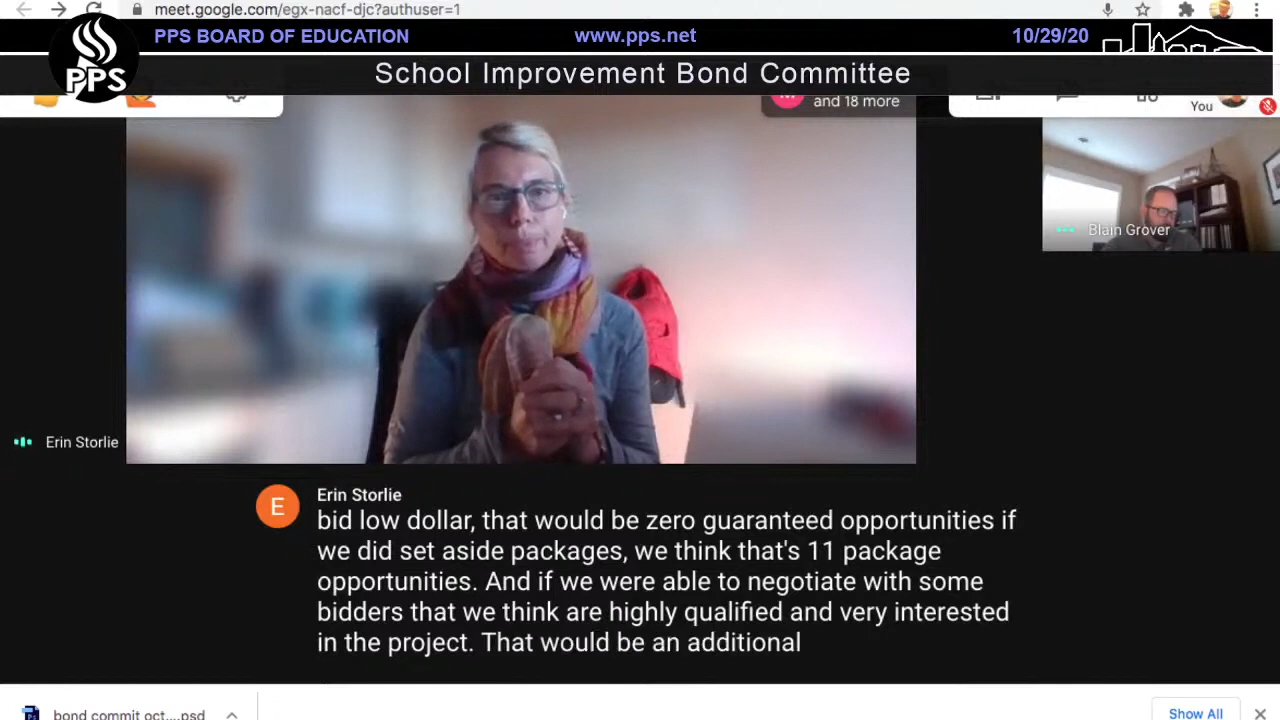 meet.google.com/egx-nacf-djc?authuser=1
PPS BOARD OF EDUCATION
www.pps.net
10/29/20
PPS
School Improvement Bond Committee
and 18 more
You
Blain Grover
Erin Storlie
E
Erin Storlie
bid low dollar, that would be zero guaranteed opportunities if
we did set aside packages, we think that's 11 package
opportunities. And if we were able to negotiate with some
bidders that we think are highly qualified and very interested
in the project. That would be an additional
bond commit oct....psd
Show All